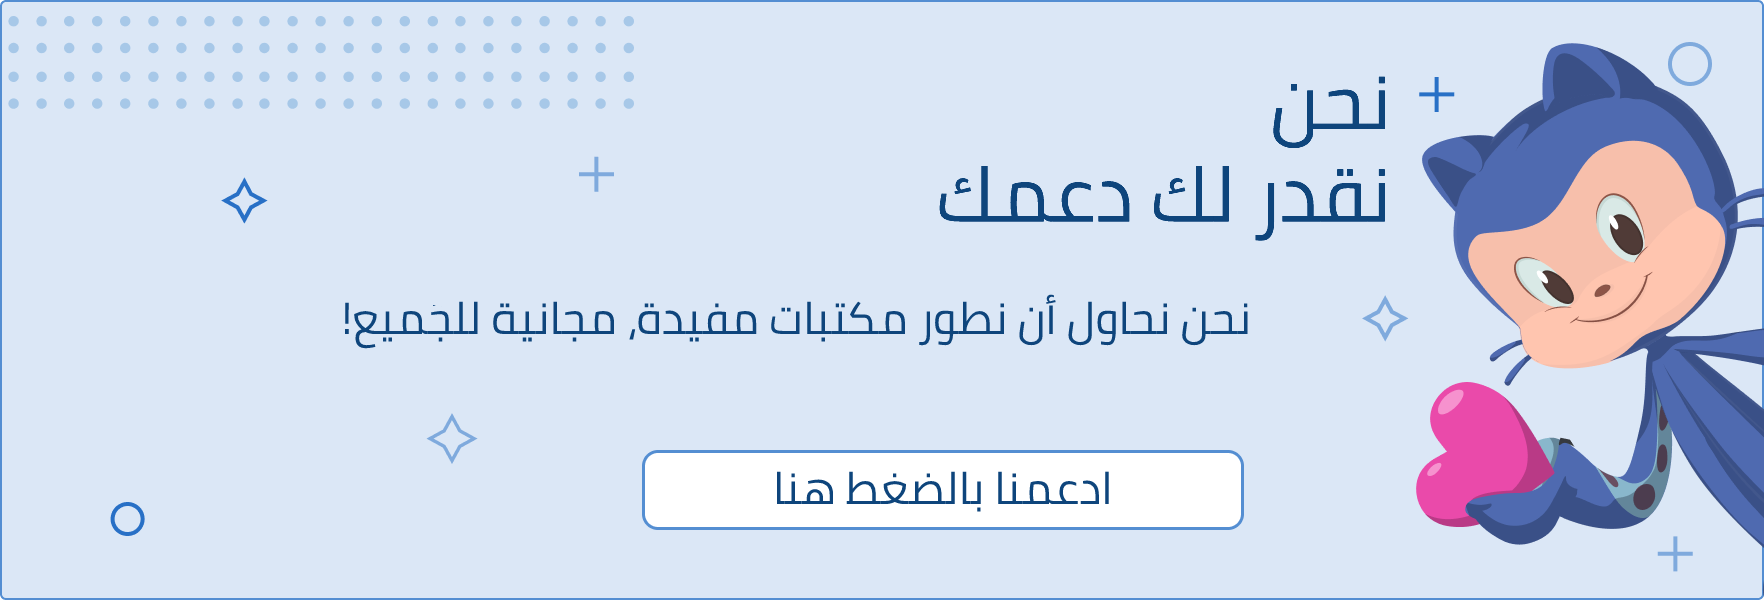 نحن
نقدر لك دعمك
نحن نحاول أن نطور مكتبات مفيدة, مجانية للجميع!
ادعمنا بالضغط هنا